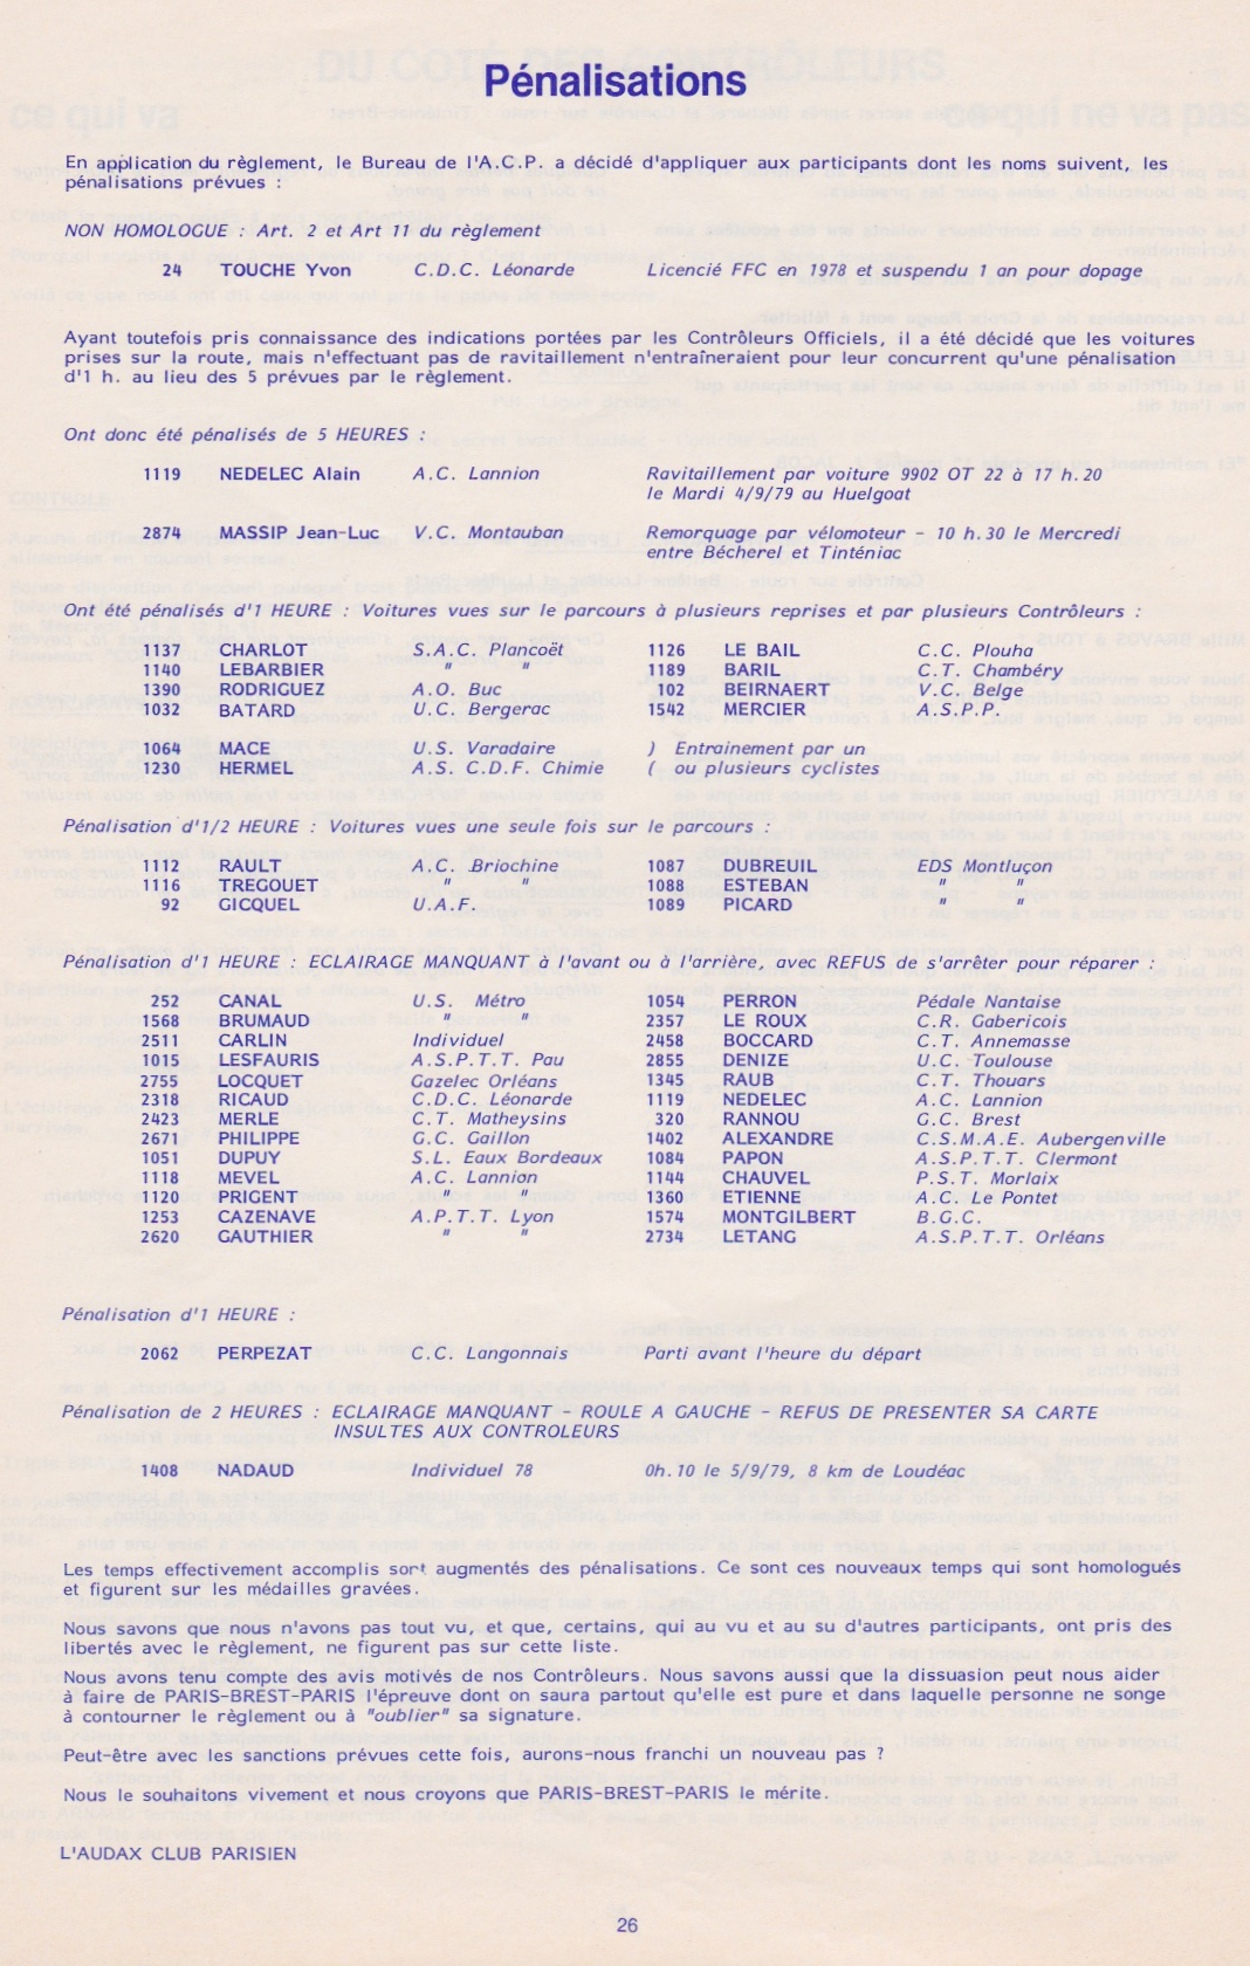 Pénalisations
En application du règlement, le Bureau de l'A.C.P. a décidé d'appliquer aux participants dont les noms suivent, les
pénalisations prévues :
NON HOMOLOGUE : Art. 2 et Art 11 du règlement
24 TOUCHE Yvon C.D.C. Léonarde Licencié FFC en 1978 et suspendu 1 an pour dopage
Ayant toutefois pris connaissance des indications portées par les Contrôleurs Officiels, il a été décidé que les voitures
prises sur la route, mais n'effectuant pas de ravitaillement n'entraîneraient pour leur concurrent qu'une pénalisation
d'1 h. au lieu des 5 prévues par le règlement.
Ont donc été pénalisés de 5 HEURES :
1119 NEDELEC Alain A.C. Lannion Ravitaillement par voiture 9902 OT 22 à 17 h.20
le Mardi 4/9/79 au Huelgoat
2874 MASSIP Jean-Luc V.C. Montauban Remorquage par vélomoteur - 10 h.30 le Mercredi
entre Bécherel et Tinténiac
Ont été pénalisés d'1 HEURE : Voitures vues sur le parcours à plusieurs reprises et par plusieurs Contrôleurs :
1137 CHARLOT S.A.C. Plancoët 1126 LE BAIL C.C. Plouha
1140 LEBARBIER " " 1189 BARIL C.T. Chambéry
1390 RODRIGUEZ A.O. Buc 102 BEIRNAERT V.C. Belge
1032 BATARD U.C. Bergerac 1542 MERCIER A.S.P.P.
1064 MACE U.S. Varadaire ) Entrainement par un
1230 HERMEL A.S. C.D.F. Chimie ( ou plusieurs cyclistes
Pénalisation d'1/2 HEURE : Voitures vues une seule fois sur le parcours :
1112 RAULT A.C. Briochine 1087 DUBREUIL EDS Montluçon
1116 TREGOUET " " 1088 ESTEBAN " "
92 GICQUEL U.A.F. 1089 PICARD " "
Pénalisation d'1 HEURE : ECLAIRAGE MANQUANT à l'avant ou à l'arrière, avec REFUS de s'arrêter pour réparer :
252 CANAL U.S. Métro 1054 PERRON Pédale Nantaise
1568 BRUMAUD " " 2357 LE ROUX C.R. Gabericois
2511 CARLIN Individuel 2458 BOCCARD C.T. Annemasse
1015 LESFAURIS A.S.P.T.T. Pau 2855 DENIZE U.C. Toulouse
2755 LOCQUET Gazelec Orléans 1345 RAUB C.T. Thouars
2318 RICAUD C.D.C. Léonarde 1119 NEDELEC A.C. Lannion
2423 MERLE C.T. Matheysins 320 RANNOU G.C. Brest
2671 PHILIPPE G.C. Gaillon 1402 ALEXANDRE C.S.M.A.E. Aubergenville
1051 DUPUY S.L. Eaux Bordeaux 1084 PAPON A.S.P.T.T. Clermont
1118 MEVEL A.C. Lannion 1144 CHAUVEL P.S.T. Morlaix
1120 PRIGENT " " 1360 ETIENNE A.C. Le Pontet
1253 CAZENAVE A.P.T.T. Lyon 1574 MONTGILBERT B.G.C.
2620 GAUTHIER " " 2734 LETANG A.S.P.T.T. Orléans
Pénalisation d'1 HEURE :
2062 PERPEZAT C.C. Langonnais Parti avant l'heure du départ
Pénalisation de 2 HEURES : ECLAIRAGE MANQUANT - ROULE A GAUCHE - REFUS DE PRESENTER SA CARTE
INSULTES AUX CONTROLEURS
1408 NADAUD Individuel 78 0h.10 le 5/9/79, 8 km de Loudéac
Les temps effectivement accomplis sont augmentés des pénalisations. Ce sont ces nouveaux temps qui sont homologués
et figurent sur les médailles gravées.
Nous savons que nous n'avons pas tout vu, et que, certains, qui au vu et au su d'autres participants, ont pris des
libertés avec le règlement, ne figurent pas sur cette liste.
Nous avons tenu compte des avis motivés de nos Contrôleurs. Nous savons aussi que la dissuasion peut nous aider
à faire de PARIS-BREST-PARIS l'épreuve dont on saura partout qu'elle est pure et dans laquelle personne ne songe
à contourner le règlement ou à "oublier" sa signature.
Peut-être avec les sanctions prévues cette fois, aurons-nous franchi un nouveau pas ?
Nous le souhaitons vivement et nous croyons que PARIS-BREST-PARIS le mérite.
L'AUDAX CLUB PARISIEN
26